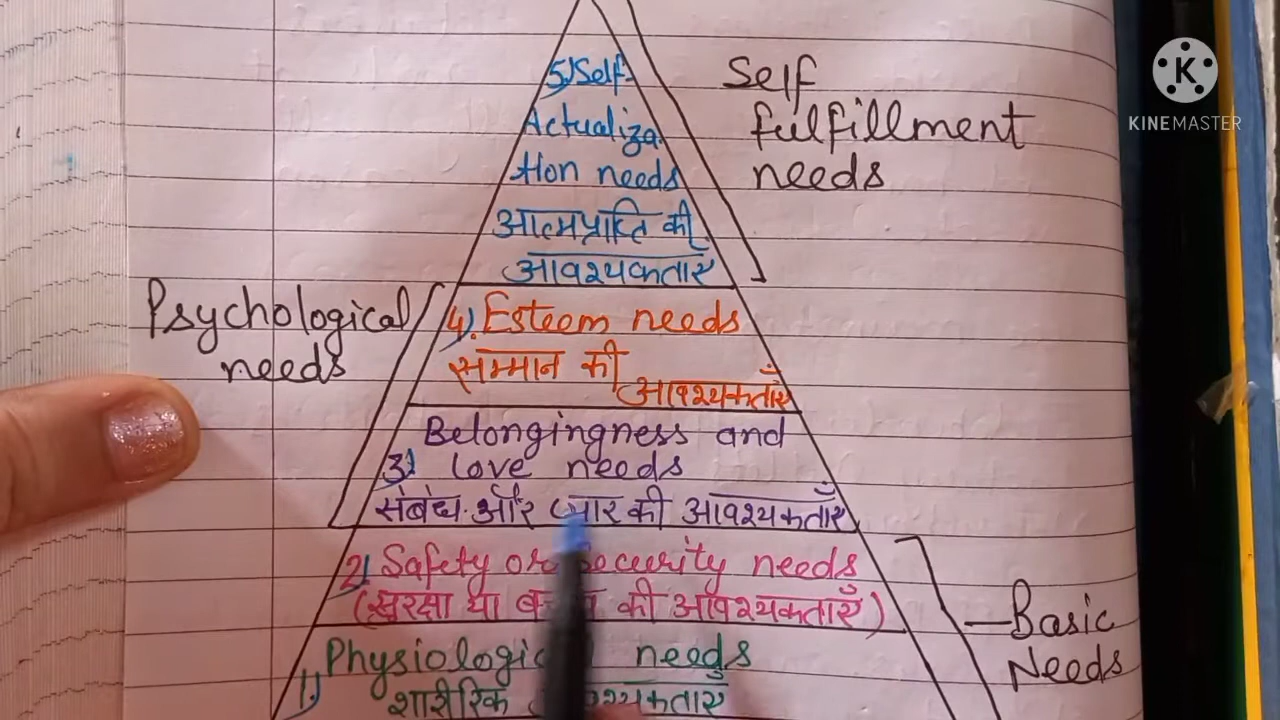 5) Self-
Actualiza
tion needs
आत्मप्राप्ति की
आवश्यकताएं
Self
fulfillment
needs
Psychological
needs
4). Esteem needs
सम्मान की
आवश्यकताएँ
Belongingness and
3) love needs
संबंध और प्यार की आवश्यकताएँ
2) Safety or security needs
(सुरक्षा या की आवश्यकताएँ)
Basic
Needs
1) needs
शारीरिक
K
KINEMASTER